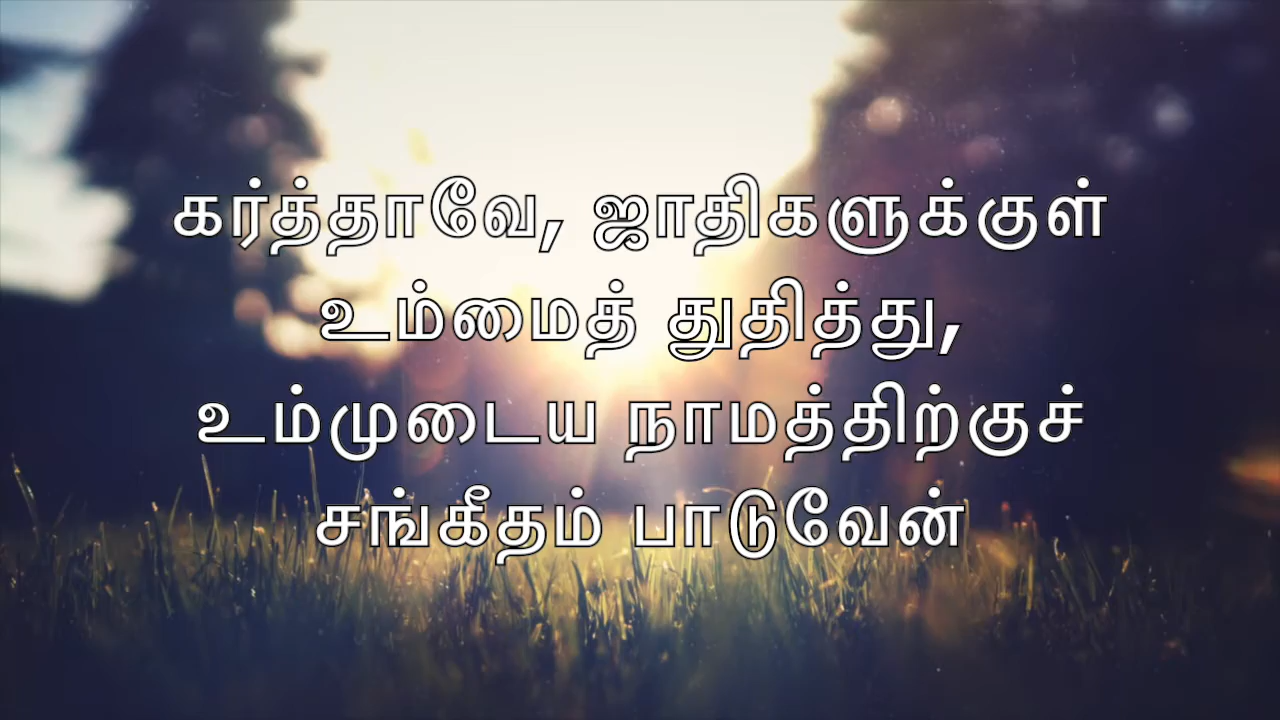 கர்த்தாவே, ஜாதிகளுக்குள்
உம்மைத் துதித்து,
உம்முடைய நாமத்திற்குச்
சங்கீதம் பாடுவேன்